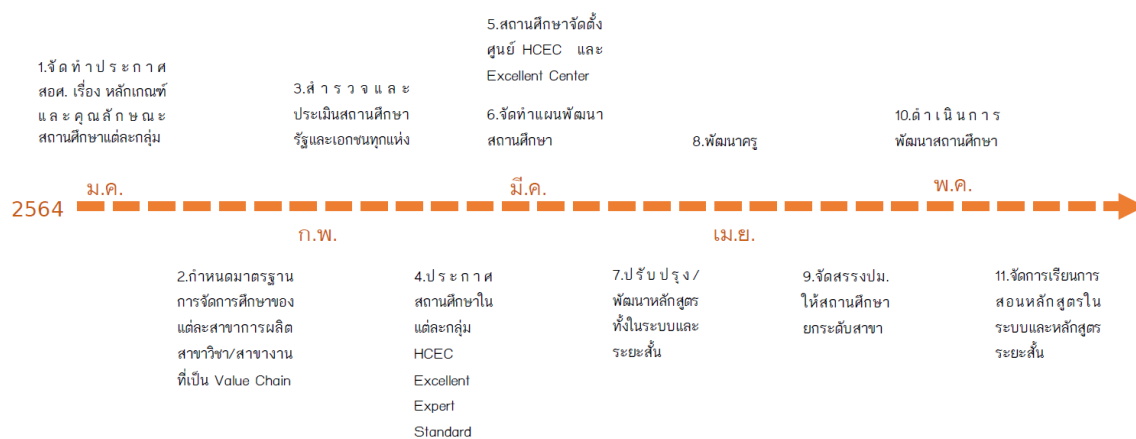 1.จัดทำประกาศ
สอศ. เรื่อง หลักเกณฑ์
และคุณลักษณะ
สถานศึกษาแต่ละกลุ่ม
3.สำรวจและ
ประเมินสถานศึกษา
รัฐและเอกชนทุกแห่ง
5.สถานศึกษาจัดตั้ง
ศูนย์ HCEC และ
Excellent Center
6.จัดทำแผนพัฒนา
สถานศึกษา
8.พัฒนาครู
10.ดำเนินการ
พัฒนาสถานศึกษา
2564
ม.ค.
ก.พ.
มี.ค.
เม.ย.
พ.ค.
2.กำหนดมาตรฐาน
การจัดการศึกษาของ
แต่ละสาขาการผลิต
สาขาวิชา/สาขางาน
ที่เป็น Value Chain
4.ประกาศ
สถานศึกษาใน
แต่ละกลุ่ม
HCEC
Excellent
Expert
Standard
7.ปรับปรุง/
พัฒนาหลักสูตร
ทั้งในระบบและ
ระยะสั้น
9.จัดสรรงปม.
ให้สถานศึกษา
ยกระดับสาขา
11.จัดการเรียนการ
สอนหลักสูตรใน
ระบบและหลักสูตร
ระยะสั้น